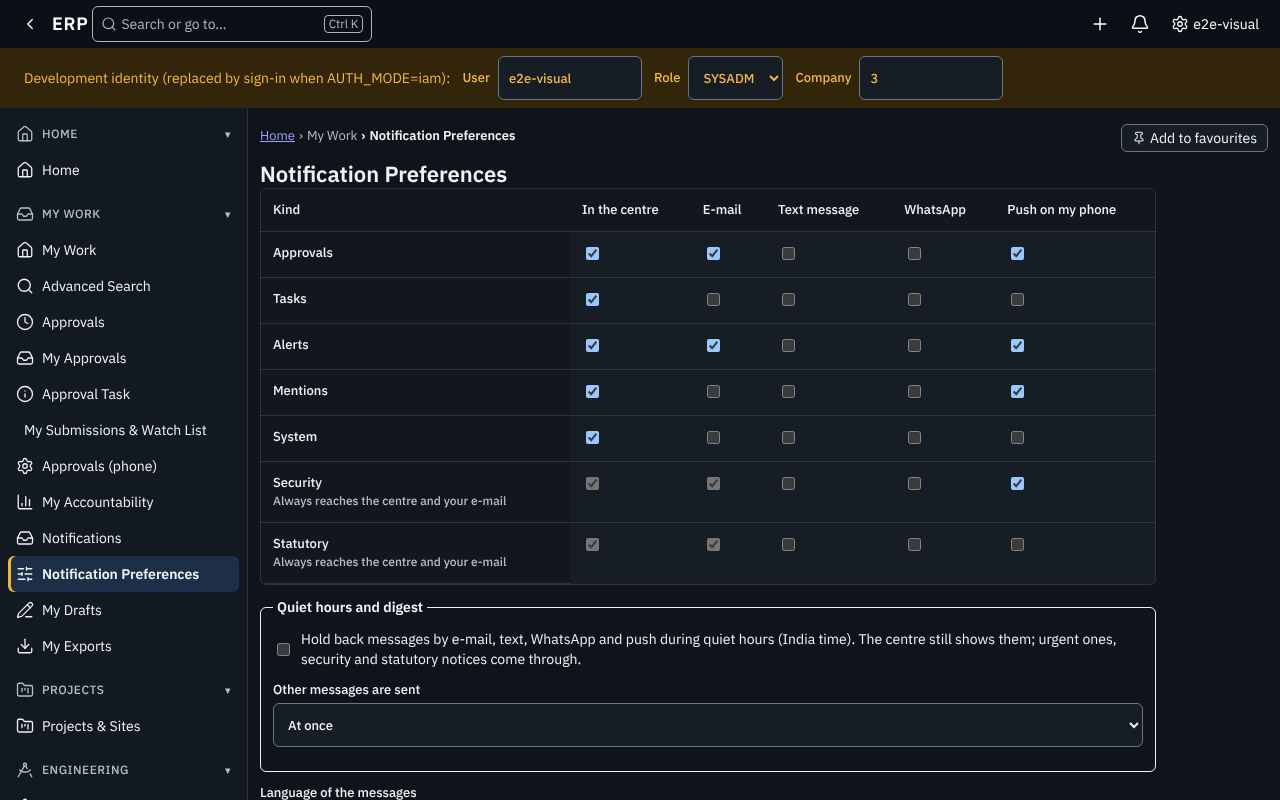 ERP
Search or go to...
Ctrl K
e2e-visual
Development identity (replaced by sign-in when AUTH_MODE=iam):
User
e2e-visual
Role
SYSADM
Company
3
HOME
Home
MY WORK
My Work
Advanced Search
Approvals
My Approvals
Approval Task
My Submissions & Watch List
Approvals (phone)
My Accountability
Notifications
Notification Preferences
My Drafts
My Exports
PROJECTS
Projects & Sites
ENGINEERING
Home › My Work › Notification Preferences
Add to favourites
Notification Preferences
Kind In the centre E-mail Text message WhatsApp Push on my phone
Approvals
Tasks
Alerts
Mentions
System
Security
Always reaches the centre and your e-mail
Statutory
Always reaches the centre and your e-mail
Quiet hours and digest
Hold back messages by e-mail, text, WhatsApp and push during quiet hours (India time). The centre still shows them; urgent ones,
security and statutory notices come through.
Other messages are sent
At once
Language of the messages